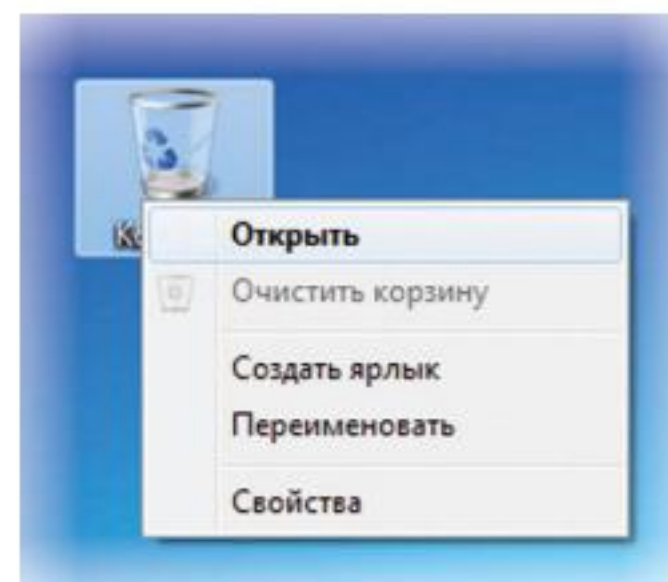 Открыть
Очистить корзину
Создать ярлык
Переименовать
Свойства